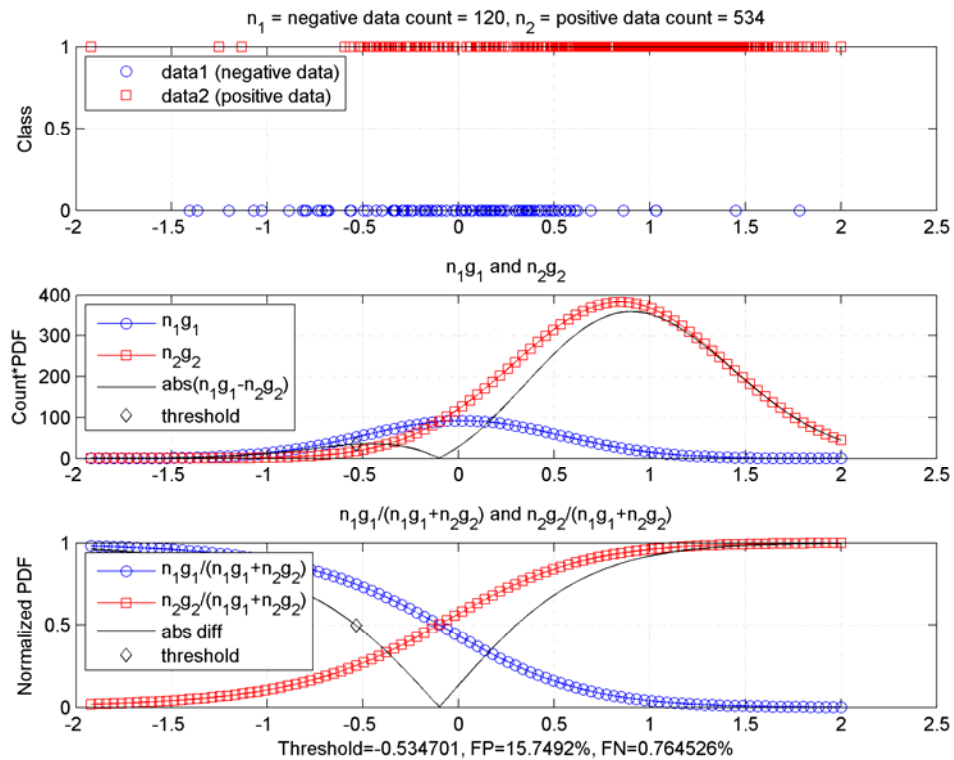 n1 = negative data count = 120, n2 = positive data count = 534
1
0.5
0
Class
data1 (negative data)
data2 (positive data)
-2 -1.5 -1 -0.5 0 0.5 1 1.5 2 2.5
n1g1 and n2g2
400
300
200
100
0
Count*PDF
n1g1
n2g2
abs(n1g1-n2g2)
threshold
-2 -1.5 -1 -0.5 0 0.5 1 1.5 2 2.5
n1g1/(n1g1+n2g2) and n2g2/(n1g1+n2g2)
1
0.5
0
Normalized PDF
n1g1/(n1g1+n2g2)
n2g2/(n1g1+n2g2)
abs diff
threshold
-2 -1.5 -1 -0.5 0 0.5 1 1.5 2 2.5
Threshold=-0.534701, FP=15.7492%, FN=0.764526%